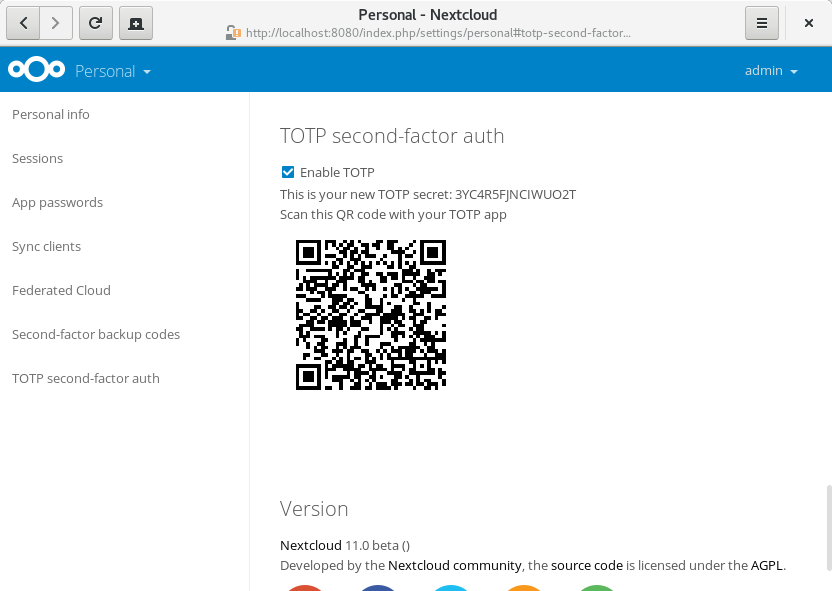 Personal - Nextcloud
http://localhost:8080/index.php/settings/personal#totp-second-factor...
Personal
admin
Personal info
Sessions
App passwords
Sync clients
Federated Cloud
Second-factor backup codes
TOTP second-factor auth
TOTP second-factor auth
Enable TOTP
This is your new TOTP secret: 3YC4R5FJNCIWUO2T
Scan this QR code with your TOTP app
Version
Nextcloud 11.0 beta ()
Developed by the Nextcloud community, the source code is licensed under the AGPL.